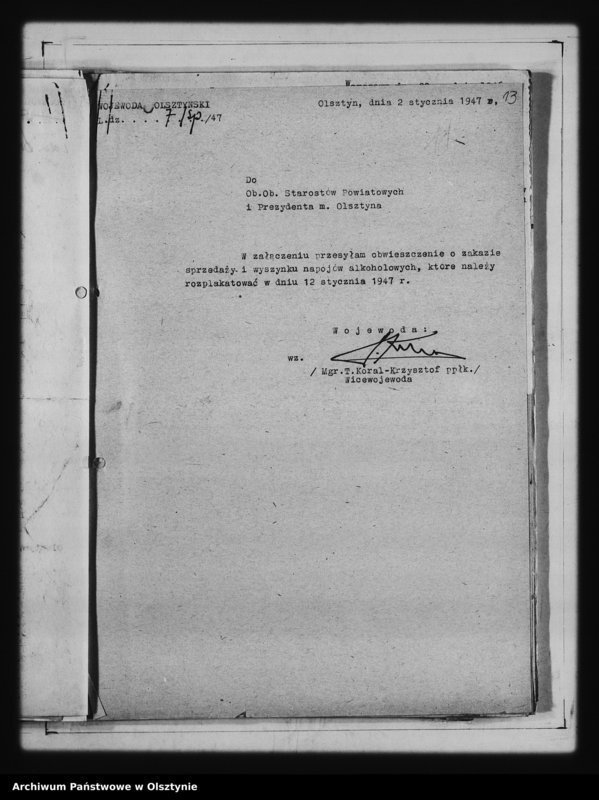 WOJEWODA OLSZTYŃSKI
L.dz. . . . 7/Sp./47
Olsztyn, dnia 2 stycznia 1947 r,
13
Do
Ob.Ob. Starostów Powiatowych
i Prezydenta m. Olsztyna
W załączeniu przesyłam obwieszczenie o zakazie
sprzedaży i wyszynku napojów alkoholowych, które należy
rozplakatować w dniu 12 stycznia 1947 r.
W o j e w o d a :
wz.
/ Mgr.T.Koral-Krzysztof ppłk./
Wicewojewoda
Archiwum Państwowe w Olsztynie